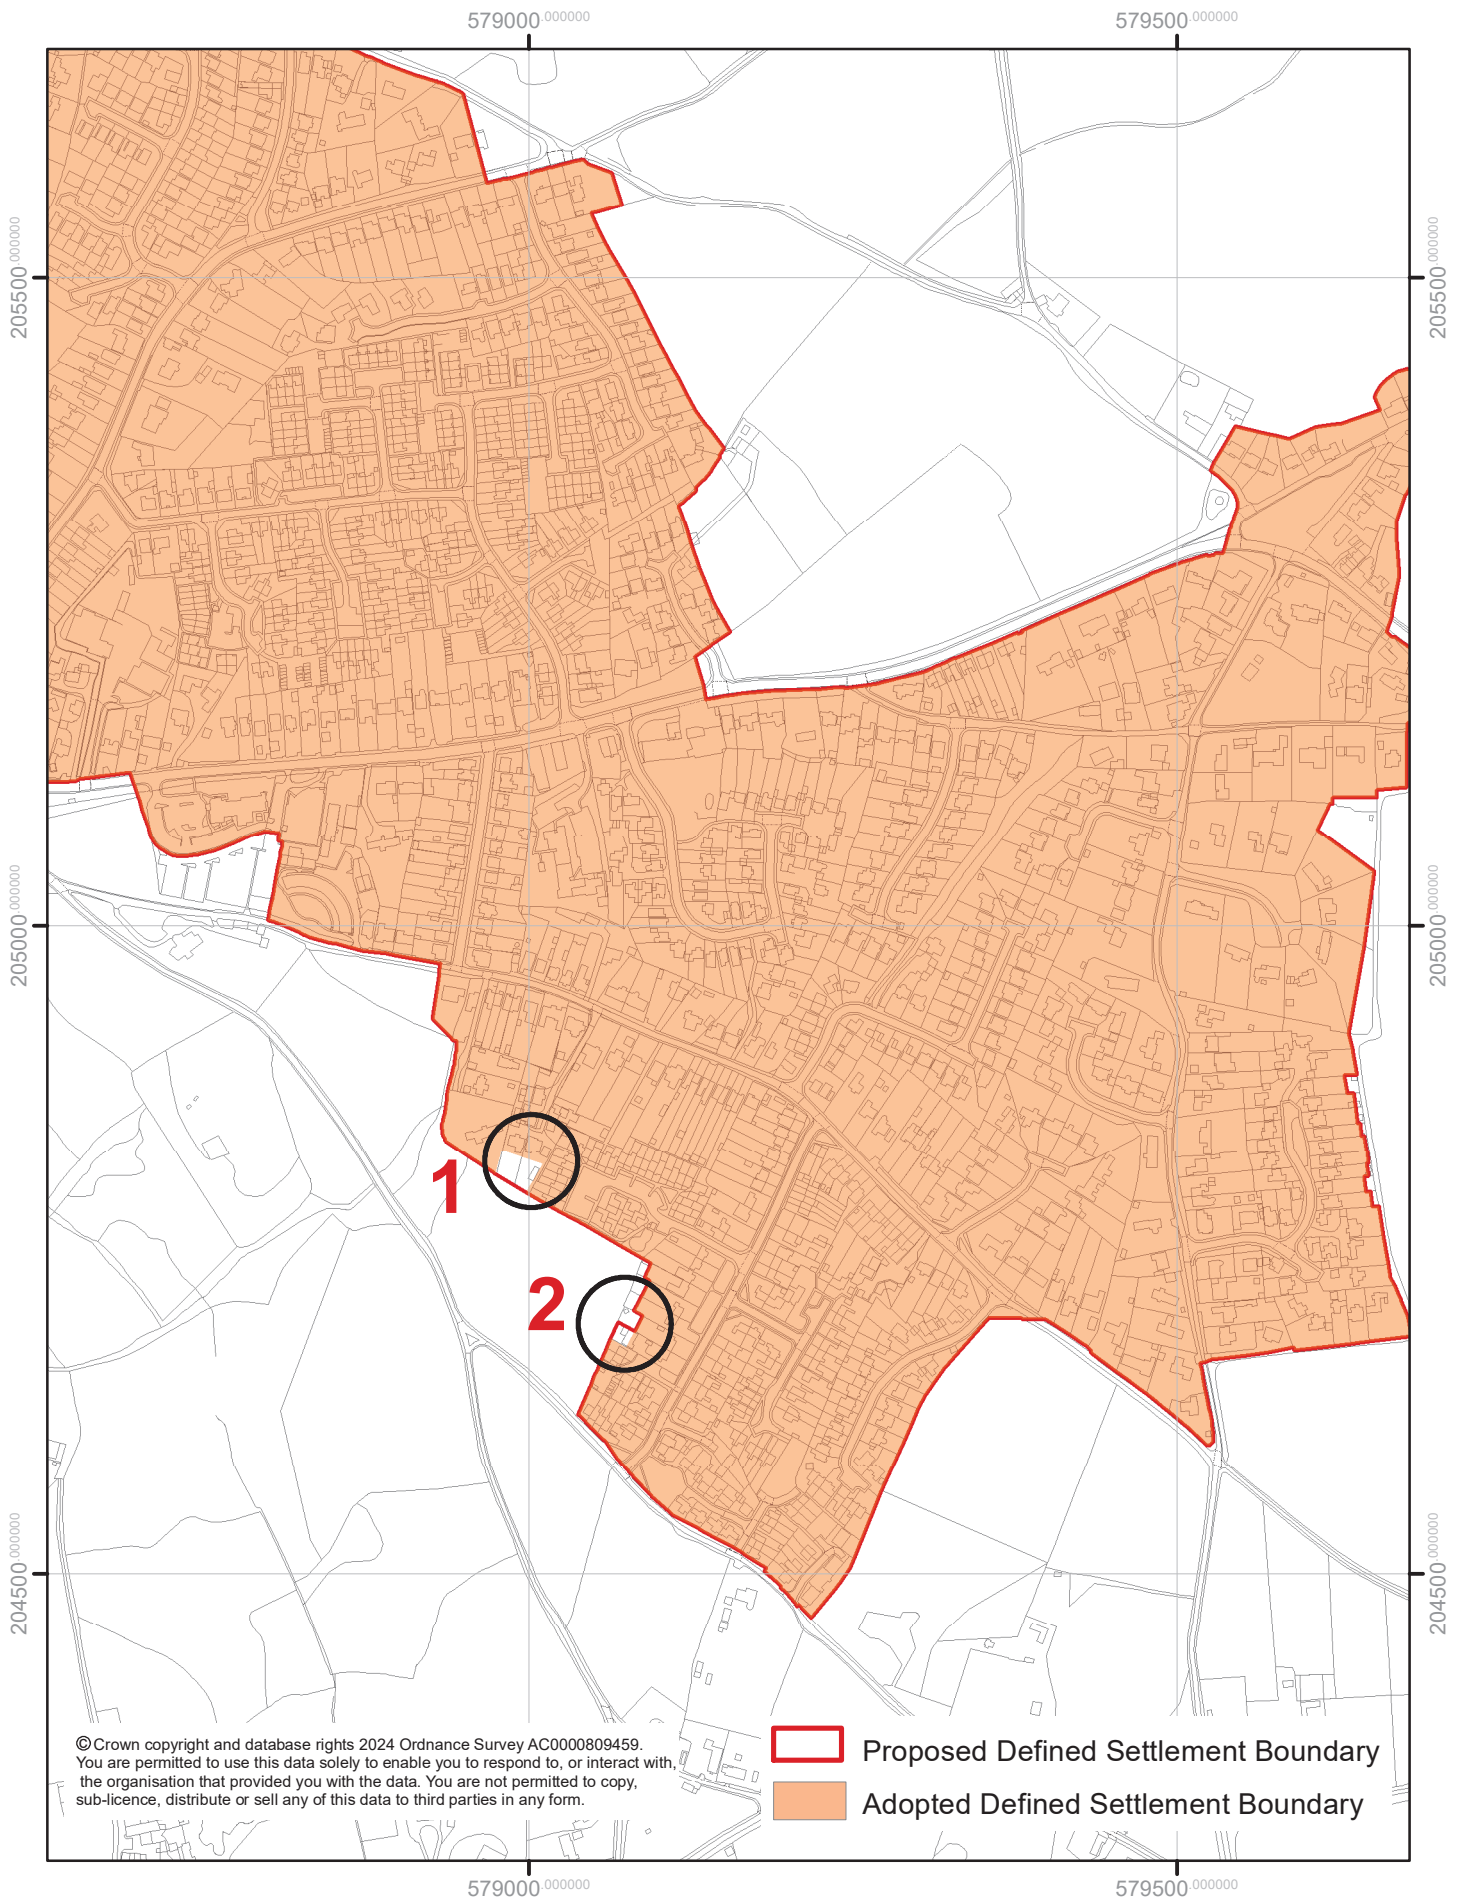 579000.000000
579500.000000
205500.000000
205500.000000
205000.000000
205000.000000
1
2
204500.000000
204500.000000
©Crown copyright and database rights 2024 Ordnance Survey AC0000809459.
You are permitted to use this data solely to enable you to respond to, or interact with,
the organisation that provided you with the data. You are not permitted to copy,
sub-licence, distribute or sell any of this data to third parties in any form.
Proposed Defined Settlement Boundary
Adopted Defined Settlement Boundary
579000.000000
579500.000000